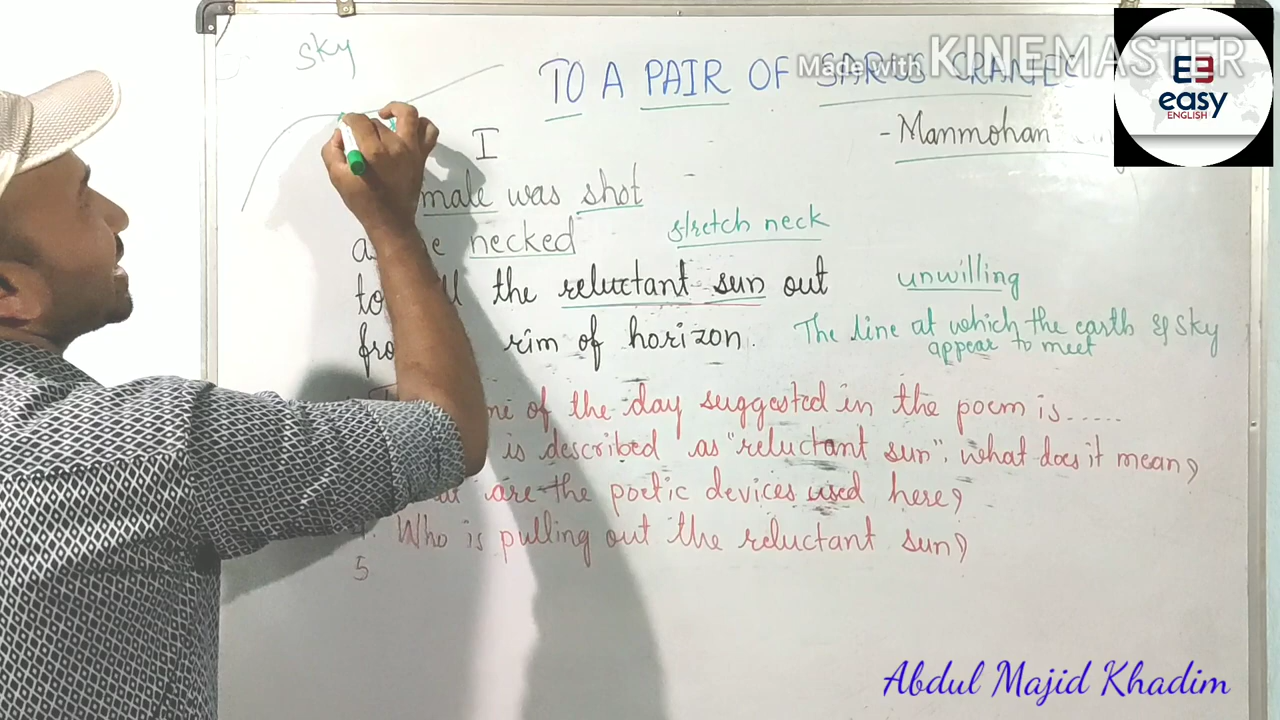 sky
TO A PAIR OF SARUS CRANES
Made with KINEMASTER
easy
ENGLISH
- Manmohan
I
male was shot
necked stretch neck
the reluctant sun out unwilling
rim of horizon. The line at which the earth & sky
appear to meet
of the day suggested in the poem is.....
is described as "reluctant sun", what does it mean?
are the poetic devices used here?
Who is pulling out the reluctant sun?
5
Abdul Majid Khadim